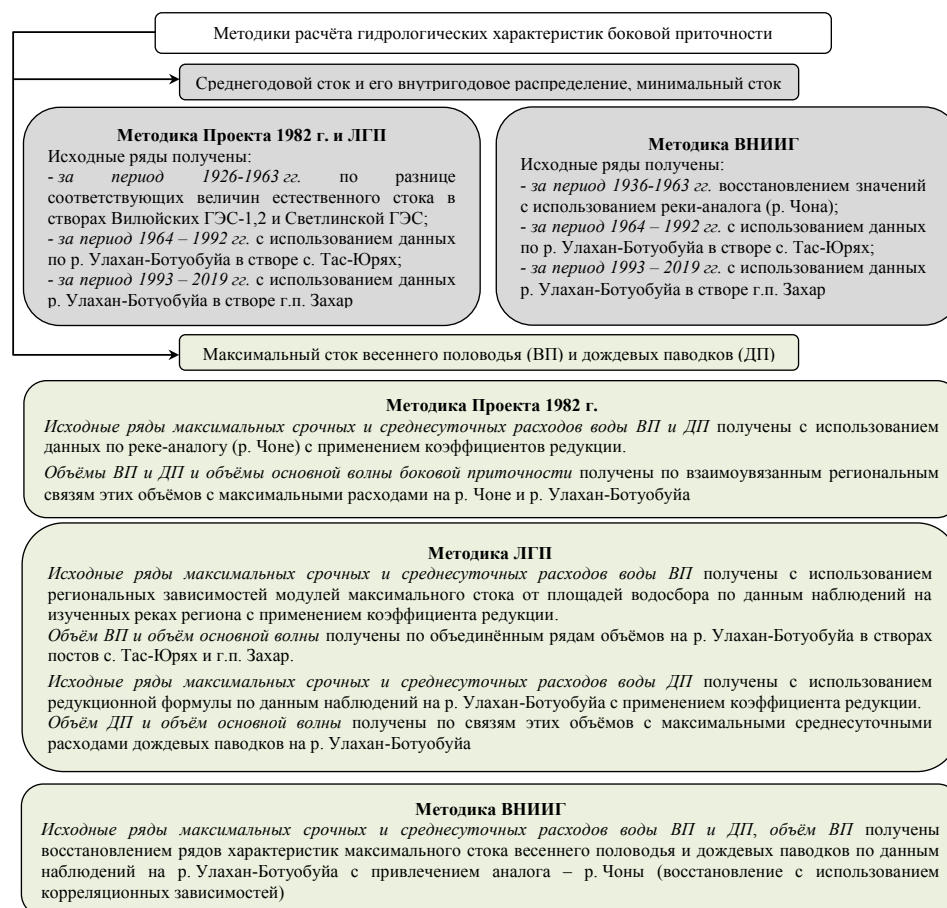 Методики расчёта гидрологических характеристик боковой приточности
Среднегодовой сток и его внутригодовое распределение, минимальный сток
Методика Проекта 1982 г. и ЛГП
Исходные ряды получены:
- за период 1926-1963 гг. по разнице
соответствующих величин естественного стока в
створах Вилюйских ГЭС-1,2 и Светлинской ГЭС;
- за период 1964 – 1992 гг. с использованием данных
по р. Улахан-Ботуобуйа в створе с. Тас-Юрях;
- за период 1993 – 2019 гг. с использованием данных
р. Улахан-Ботуобуйа в створе г.п. Захар
Методика ВНИИГ
Исходные ряды получены:
- за период 1936-1963 гг. восстановлением значений
с использованием реки-аналога (р. Чона);
- за период 1964 – 1992 гг. с использованием данных
по р. Улахан-Ботуобуйа в створе с. Тас-Юрях;
- за период 1993 – 2019 гг. с использованием данных
р. Улахан-Ботуобуйа в створе г.п. Захар
Максимальный сток весеннего половодья (ВП) и дождевых паводков (ДП)
Методика Проекта 1982 г.
Исходные ряды максимальных срочных и среднесуточных расходов воды ВП и ДП получены с использованием
данных по реке-аналогу (р. Чоне) с применением коэффициентов редукции.
Объёмы ВП и ДП и объёмы основной волны боковой приточности получены по взаимоувязанным региональным
связям этих объёмов с максимальными расходами на р. Чоне и р. Улахан-Ботуобуйа
Методика ЛГП
Исходные ряды максимальных срочных и среднесуточных расходов воды ВП получены с использованием
региональных зависимостей модулей максимального стока от площадей водосбора по данным наблюдений на
изученных реках региона с применением коэффициента редукции.
Объём ВП и объём основной волны получены по объединённым рядам объёмов на р. Улахан-Ботуобуйа в створах
постов с. Тас-Юрях и г.п. Захар.
Исходные ряды максимальных срочных и среднесуточных расходов воды ДП получены с использованием
редукционной формулы по данным наблюдений на р. Улахан-Ботуобуйа с применением коэффициента редукции.
Объём ДП и объём основной волны получены по связям этих объёмов с максимальными среднесуточными
расходами дождевых паводков на р. Улахан-Ботуобуйа
Методика ВНИИГ
Исходные ряды максимальных срочных и среднесуточных расходов воды ВП и ДП, объём ВП получены
восстановлением рядов характеристик максимального стока весеннего половодья и дождевых паводков по данным
наблюдений на р. Улахан-Ботуобуйа с привлечением аналога – р. Чоны (восстановление с использованием
корреляционных зависимостей)